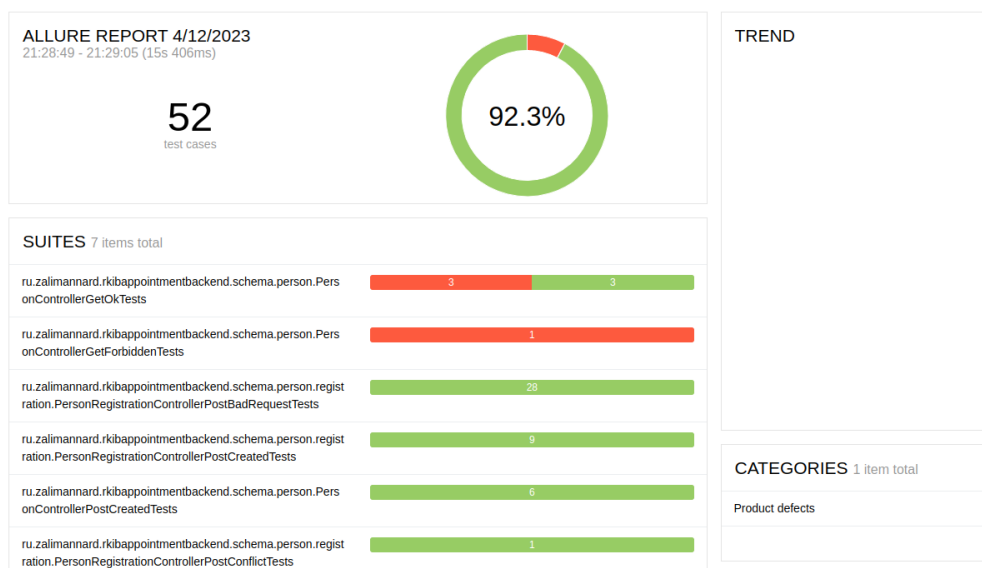 ALLURE REPORT 4/12/2023
21:28:49 - 21:29:05 (15s 406ms)
52
test cases
92.3%
SUITES 7 items total
ru.zalimannard.rkibappointmentbackend.schema.person.Pers
onControllerGetOkTests
3 3
ru.zalimannard.rkibappointmentbackend.schema.person.Pers
onControllerGetForbiddenTests
1
ru.zalimannard.rkibappointmentbackend.schema.person.regist
ration.PersonRegistrationControllerPostBadRequestTests
28
ru.zalimannard.rkibappointmentbackend.schema.person.regist
ration.PersonRegistrationControllerPostCreatedTests
9
ru.zalimannard.rkibappointmentbackend.schema.person.Pers
onControllerPostCreatedTests
6
ru.zalimannard.rkibappointmentbackend.schema.person.regist
ration.PersonRegistrationControllerPostConflictTests
1
TREND
CATEGORIES 1 item total
Product defects